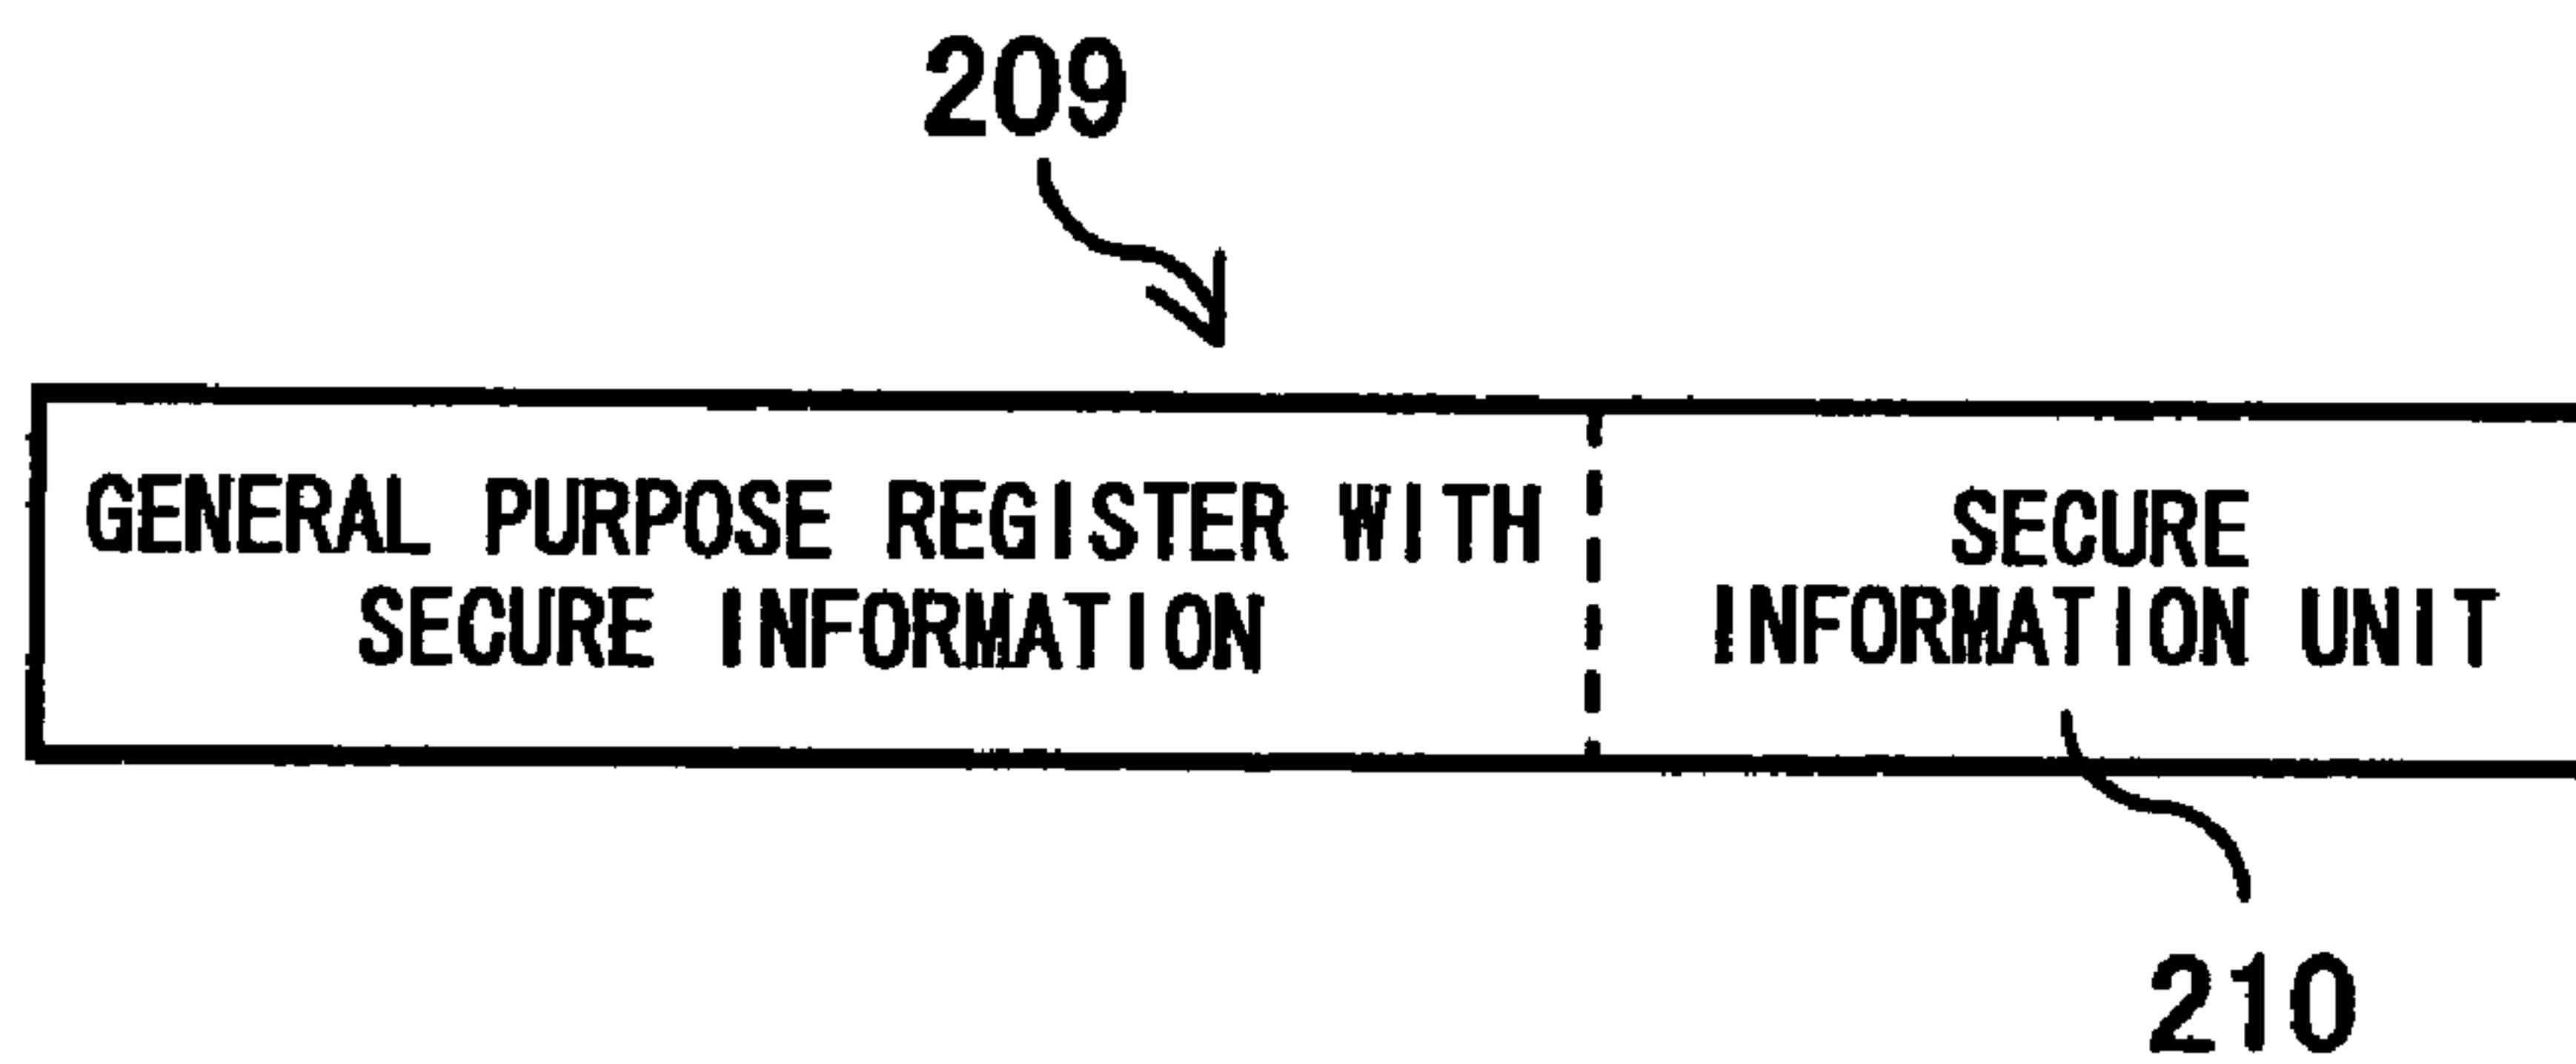 209
GENERAL PURPOSE REGISTER WITH
SECURE INFORMATION
SECURE
INFORMATION UNIT
210